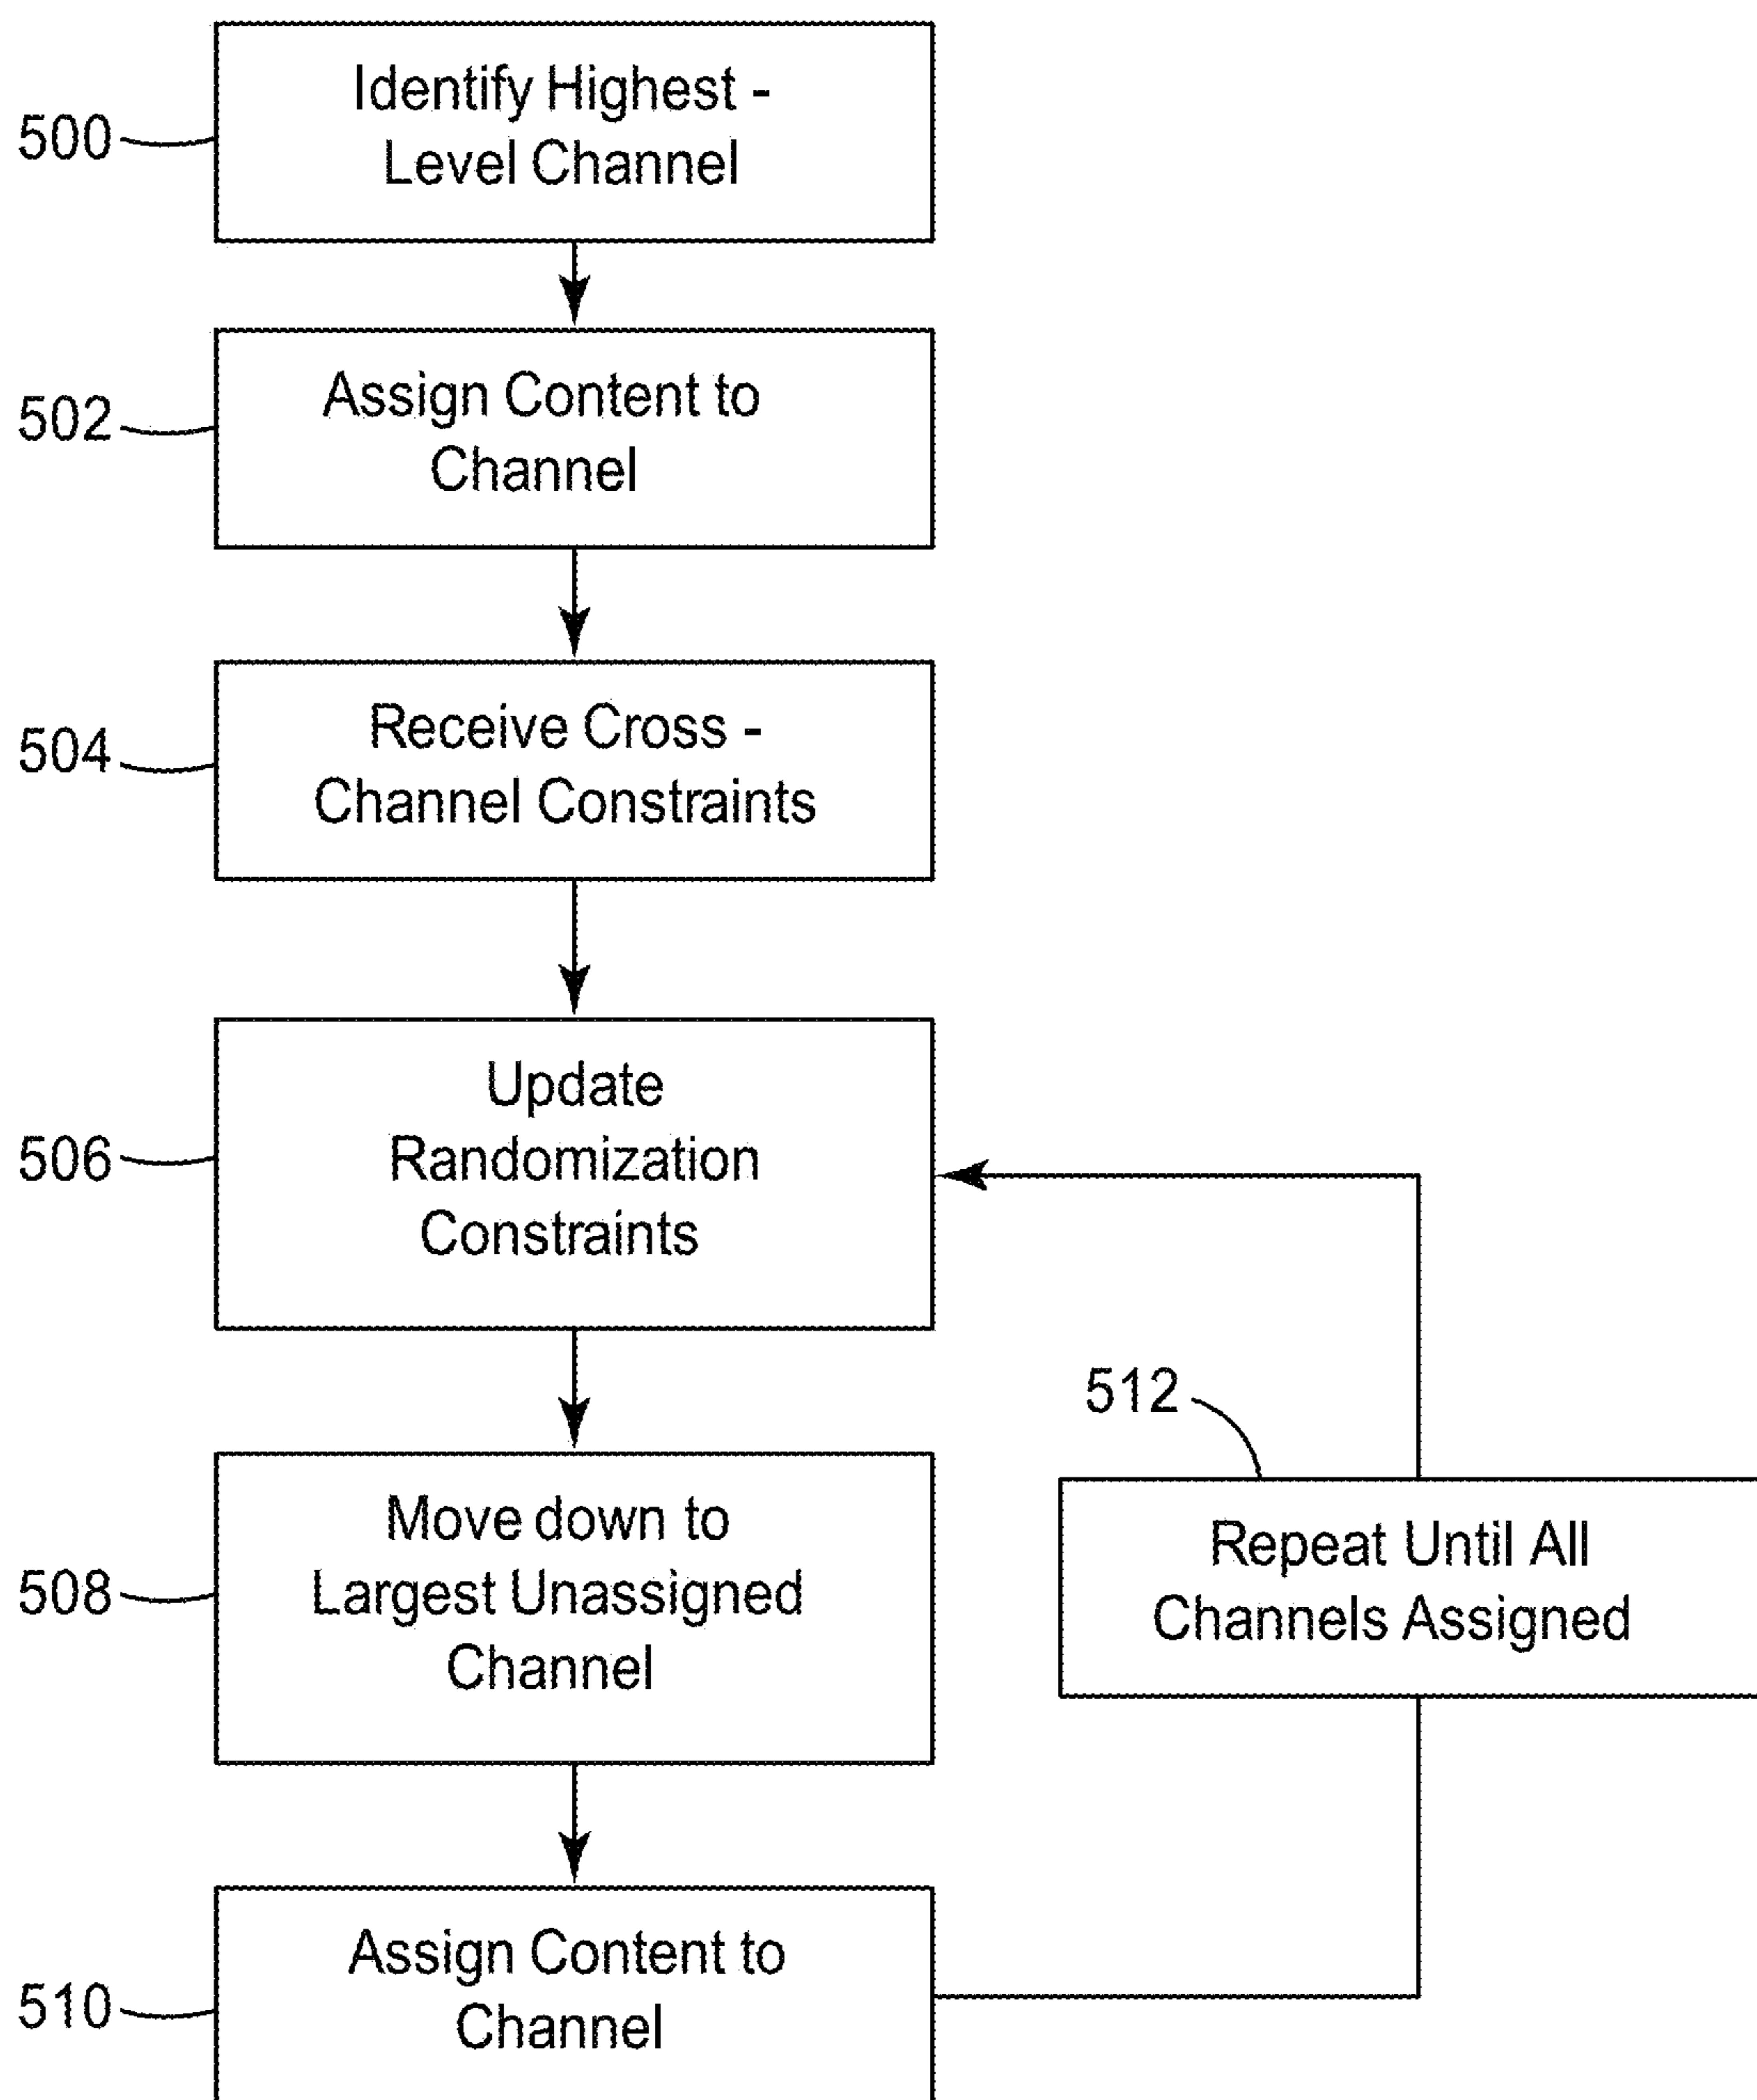 500
Identify Highest -
Level Channel
502
Assign Content to
Channel
504
Receive Cross -
Channel Constraints
506
Update
Randomization
Constraints
508
Move down to
Largest Unassigned
Channel
512
Repeat Until All
Channels Assigned
510
Assign Content to
Channel